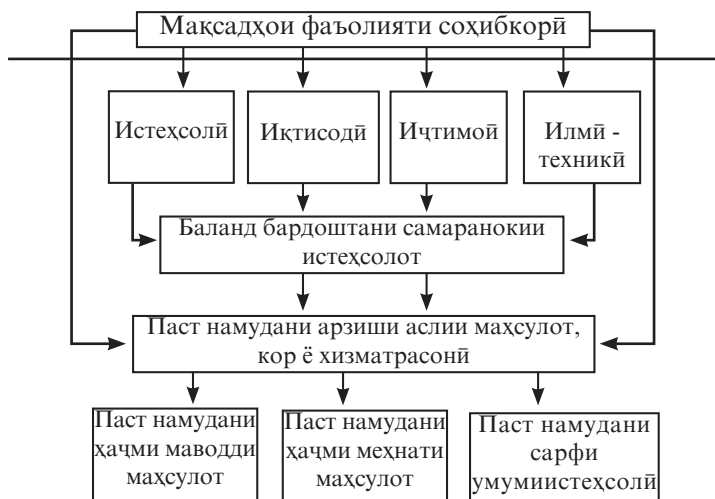 Мақсадҳои фаъолияти соҳибкорӣ
Истеҳсолӣ
Иқтисодӣ
Иҷтимоӣ
Илмӣ -
техникӣ
Баланд бардоштани самаранокии
истеҳсолот
Паст намудани арзиши аслии маҳсулот,
кор ё хизматрасонӣ
Паст намудани
ҳаҷми маводди
маҳсулот
Паст намудани
ҳаҷми меҳнати
маҳсулот
Паст намудани
сарфи
умумиистеҳсолӣ